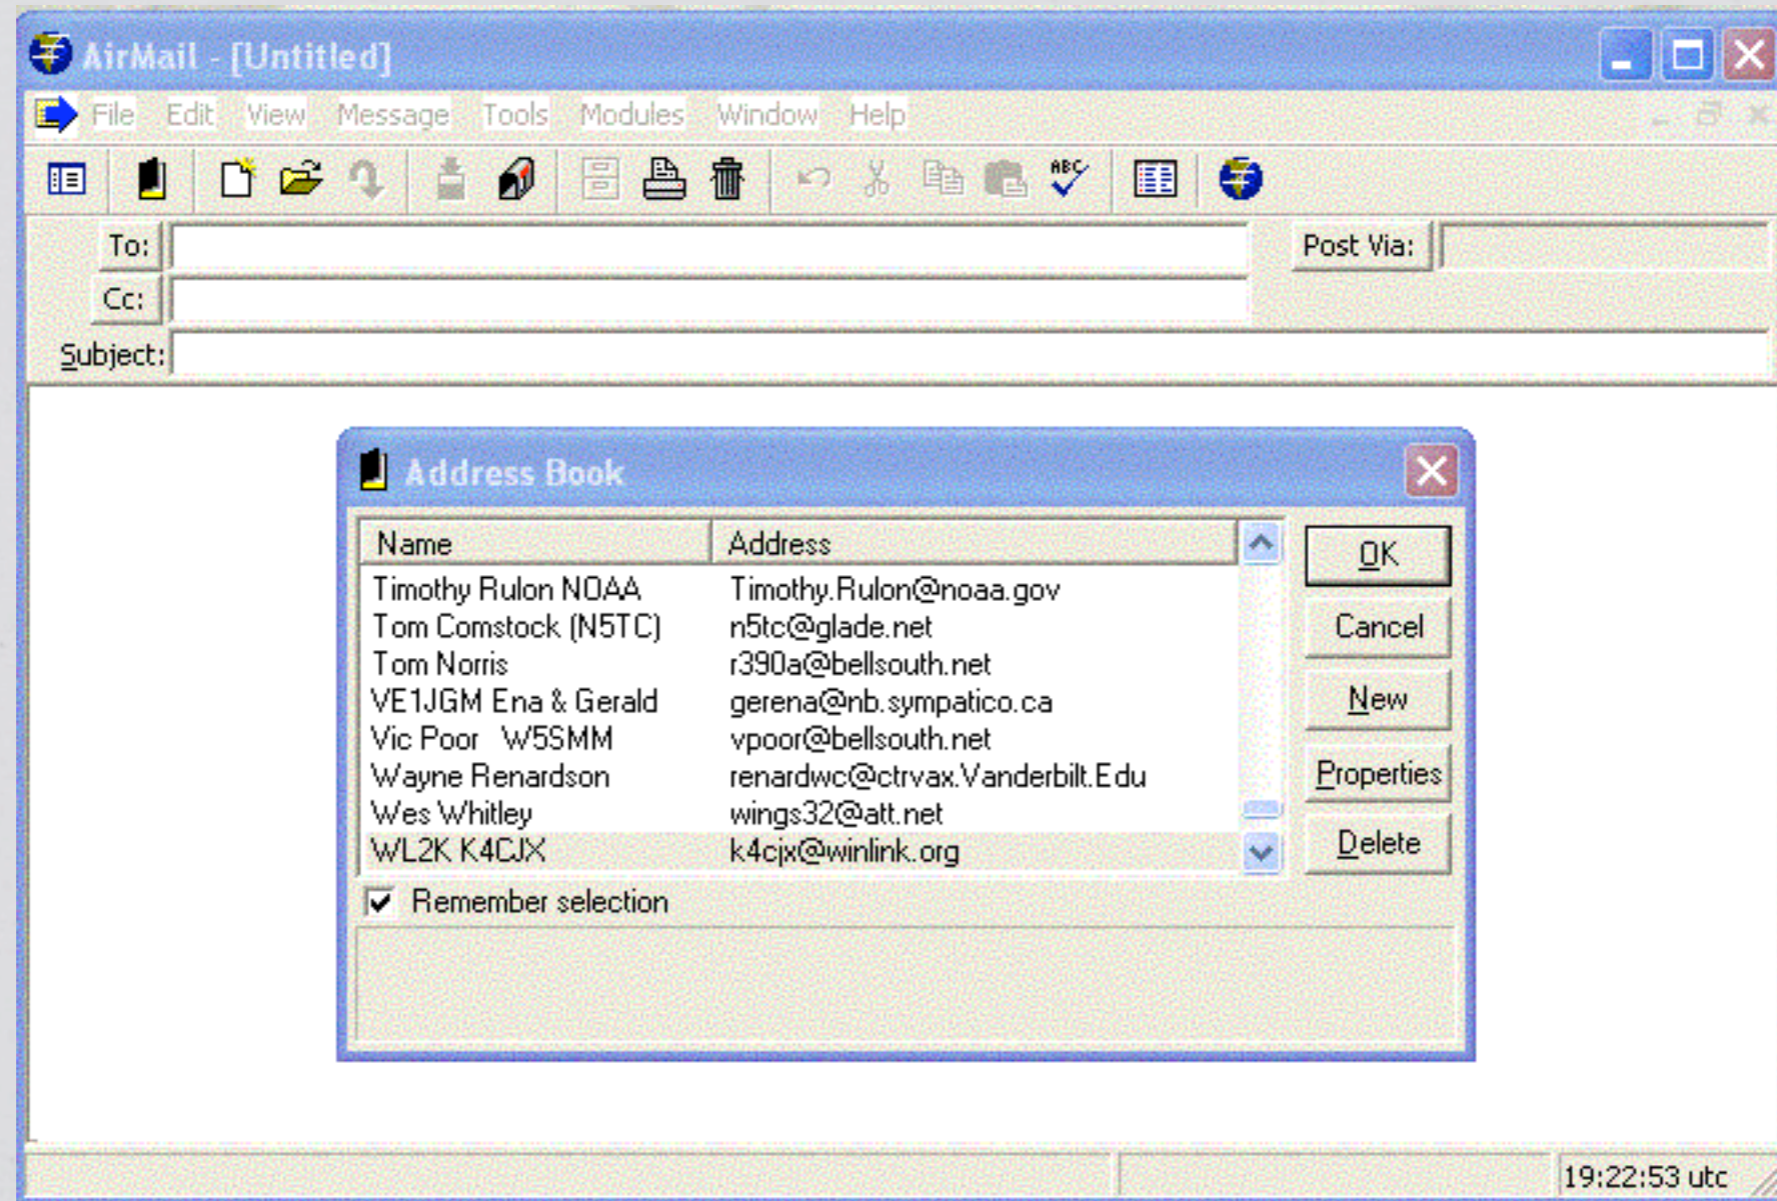 AirMail - [Untitled]
File Edit View Message Tools Modules Window Help
ABC
To: Post Via:
Cc:
Subject:
Address Book
Name Address
OK
Timothy Rulon NOAA Timothy.Rulon@noaa.gov
Tom Comstock (N5TC) n5tc@glade.net
Cancel
Tom Norris r390a@bellsouth.net
VE1JGM Ena & Gerald gerena@nb.sympatico.ca
New
Vic Poor W5SMM vpoor@bellsouth.net
Wayne Renardson renardwc@ctrvax.Vanderbilt.Edu
Properties
Wes Whitley wings32@att.net
WL2K K4CJX k4cjx@winlink.org
Delete
Remember selection
19:22:53 utc